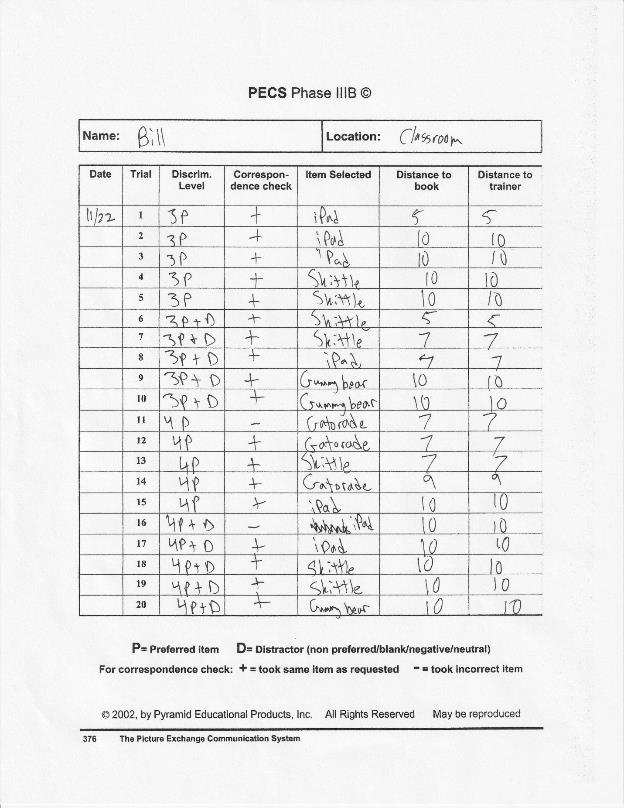 PECS Phase IIIB ©
Name: Bill Location: Classroom
Date Trial Discrim. Level Correspon-dence check Item Selected Distance to book Distance to trainer
11/22 1 3P + iPad 5 5
2 3P + iPad 10 10
3 3P + iPad 10 10
4 3P + Skittle 10 10
5 3P + Skittle 10 10
6 3P+D + Skittle 5 5
7 3P+D + Skittle 7 7
8 3P+D + iPad 7 7
9 3P+D + Gummy bear 10 10
10 3P+D + Gummy bear 10 10
11 4P - Gatorade 7 7
12 4P + Gatorade 7 7
13 4P + Skittle 7 7
14 4P + Gatorade 9 9
15 4P + iPad 10 10
16 4P+D - iPad 10 10
17 4P+D + iPad 10 10
18 4P+D + Skittle 10 10
19 4P+D + Skittle 10 10
20 4P+D + Gummy bear 10 10
P= Preferred item D= Distractor (non preferred/blank/negative/neutral)
For correspondence check: + = took same item as requested - = took incorrect item
© 2002, by Pyramid Educational Products, Inc. All Rights Reserved May be reproduced
376 The Picture Exchange Communication System